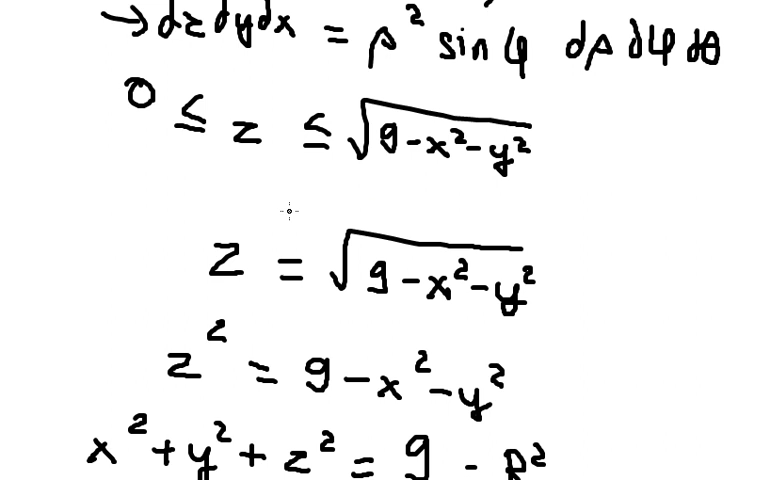 → dz dy dx = ρ² sin φ dρ dφ dθ
0 ≤ z ≤ √(9-x²-y²)
z = √(9-x²-y²)
z² = 9-x²-y²
x²+y²+z² = 9 - R²